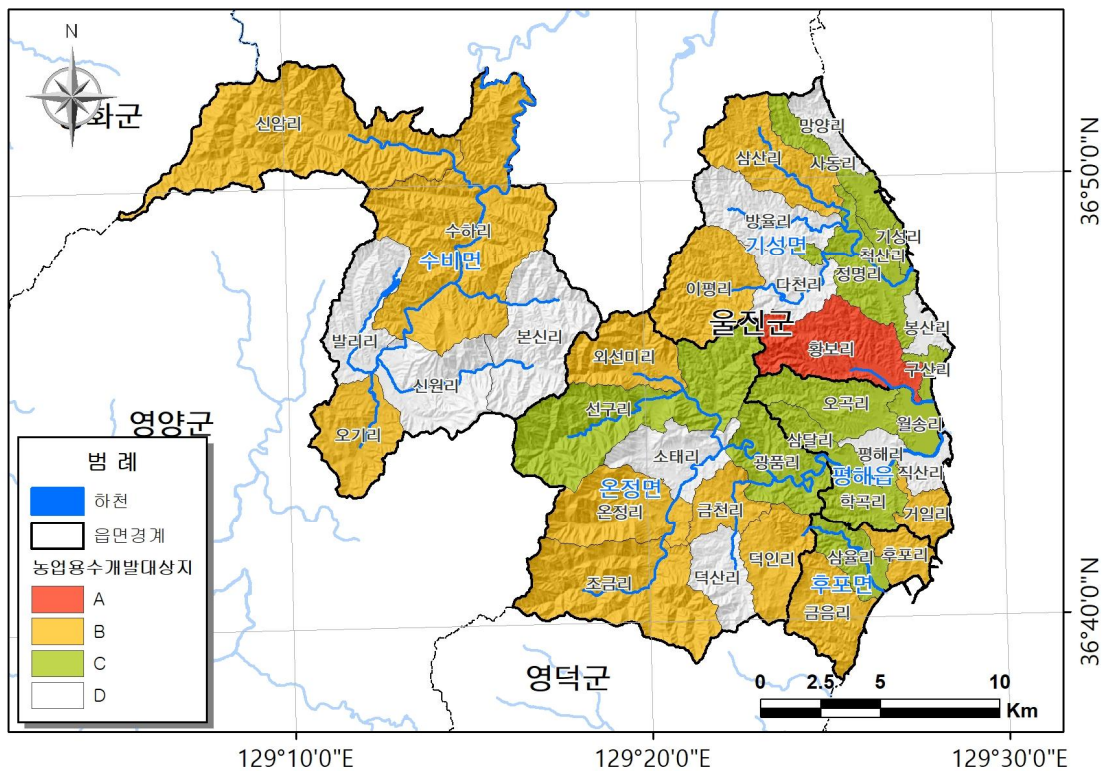 N
화군
신암리
수하리
수비면
발리리
본신리
신원리
오기리
영양군
망양리
삼산리
사동리
방율리
기성면
기성리
척산리
정명리
이평리
다천리
울진군
봉산리
황보리
구산리
외선미리
오곡리
월송리
선구리
삼달리
소태리
평해리
광품리
평해읍
직산리
온정면
온정리
금천리
학곡리
거일리
덕인리
삼율리
후포리
조금리
덕산리
후포면
금음리
영덕군
범 례
하천
읍면경계
농업용수개발대상지
A
B
C
D
0 2.5 5 10
Km
36°50'0"N
36°40'0"N
129°10'0"E
129°20'0"E
129°30'0"E